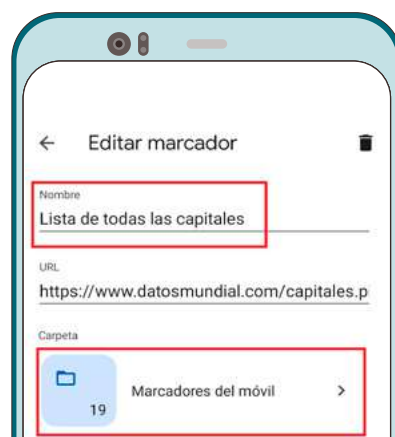 Editar marcador
Nombre
Lista de todas las capitales
URL
https://www.datosmundial.com/capitales.p
Carpeta
Marcadores del móvil
19